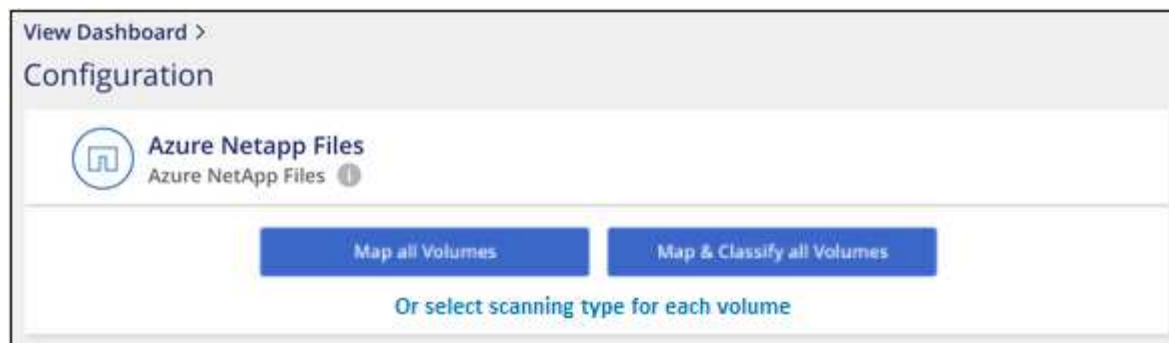 View Dashboard >
Configuration
Azure Netapp Files
Azure NetApp Files i
Map all Volumes
Map & Classify all Volumes
Or select scanning type for each volume